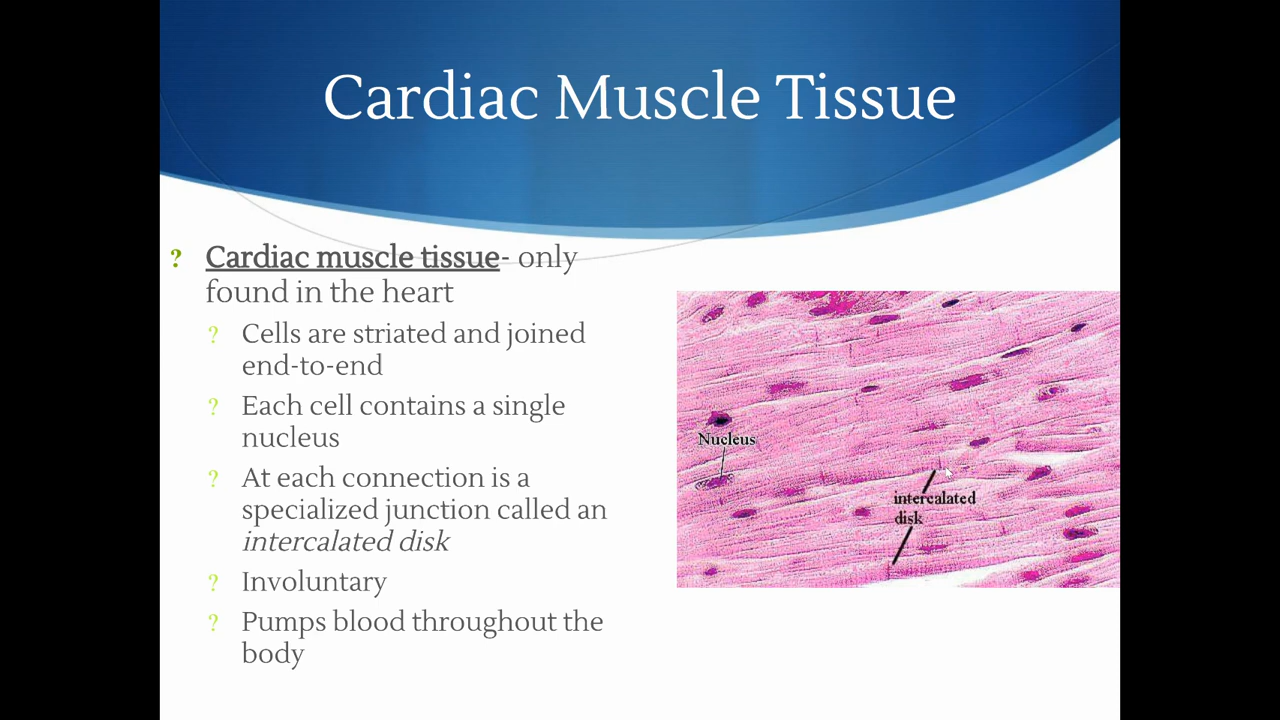 Cardiac Muscle Tissue
? Cardiac muscle tissue- only
found in the heart
? Cells are striated and joined
end-to-end
? Each cell contains a single
nucleus
? At each connection is a
specialized junction called an
intercalated disk
? Involuntary
? Pumps blood throughout the
body
Nucleus
intercalated
disk